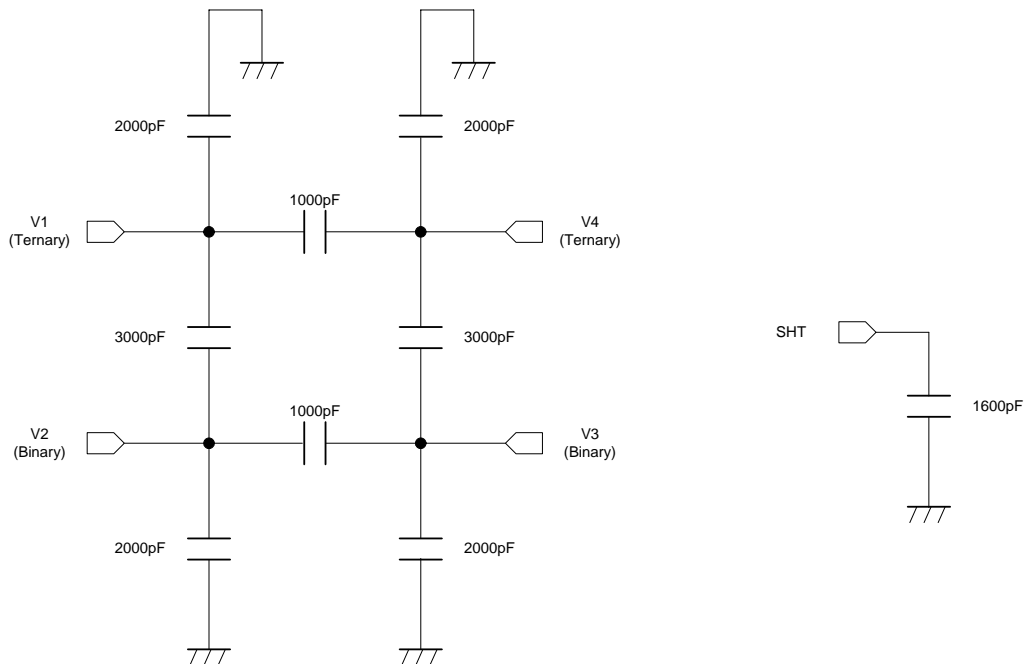 2000pF
2000pF
1000pF
V1
(Ternary)
V4
(Ternary)
3000pF
3000pF
SHT
1000pF
1600pF
V2
(Binary)
V3
(Binary)
2000pF
2000pF